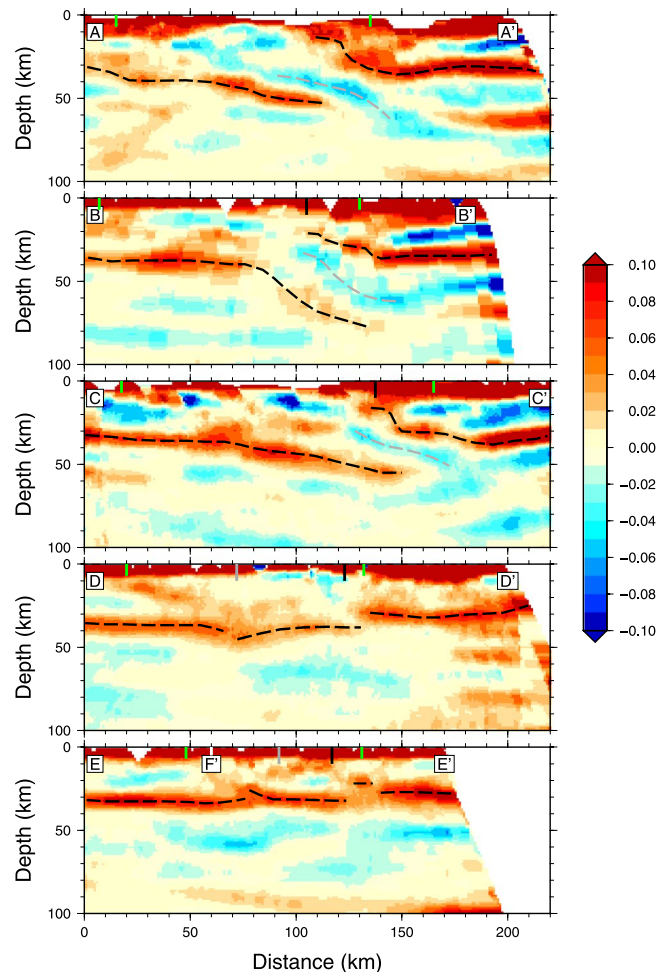 0
50
100
Depth (km)
A
A'
0
50
100
Depth (km)
B
B'
0
50
100
Depth (km)
C
C'
0
50
100
Depth (km)
D
D'
0
50
100
Depth (km)
E
F'
E'
0 50 100 150 200
Distance (km)
0.10
0.08
0.06
0.04
0.02
0.00
−0.02
−0.04
−0.06
−0.08
−0.10